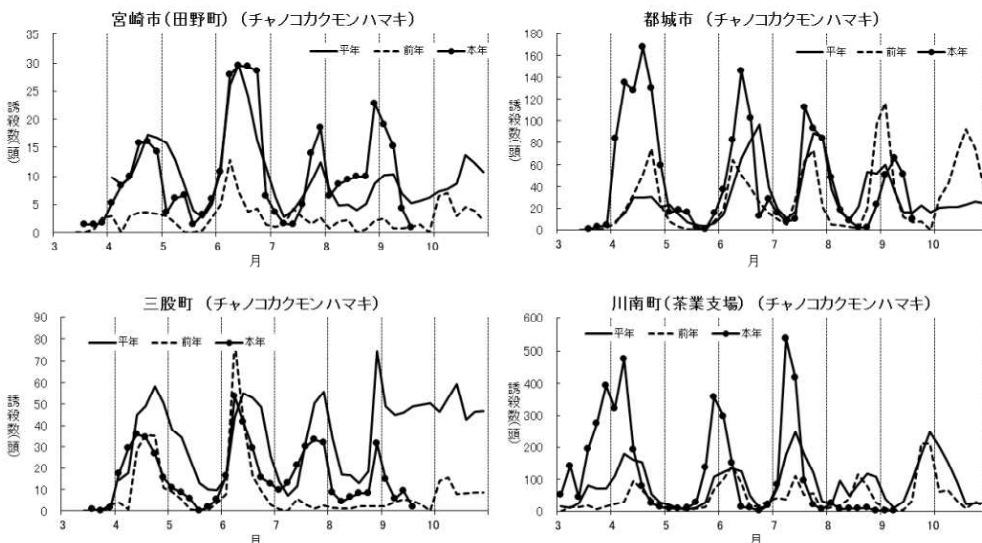 宮崎市(田野町) (チャノコカクモンハマキ)
平年 前年 本年
35
30
25
20
15
10
5
0
誘殺数(頭)
3 4 5 6 7 8 9 10
月
都城市 (チャノコカクモンハマキ)
平年 前年 本年
180
160
140
120
100
80
60
40
20
0
誘殺数(頭)
3 4 5 6 7 8 9 10
月
三股町 (チャノコカクモンハマキ)
平年 前年 本年
90
80
70
60
50
40
30
20
10
0
誘殺数(頭)
3 4 5 6 7 8 9 10
月
川南町(茶業支場) (チャノコカクモンハマキ)
平年 前年 本年
600
500
400
300
200
100
0
誘殺数(頭)
3 4 5 6 7 8 9 10
月